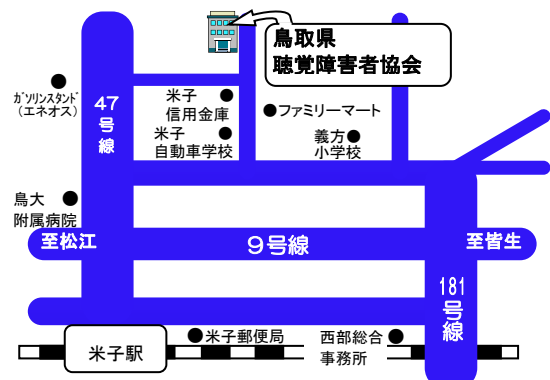 鳥取県
聴覚障害者協会
ガソリンスタンド
(エネオス)
47
号
線
米子
信用金庫
米子
自動車学校
ファミリーマート
義方
小学校
鳥大
附属病院
至松江
9号線
至皆生
181
号
線
米子駅
米子郵便局
西部総合
事務所